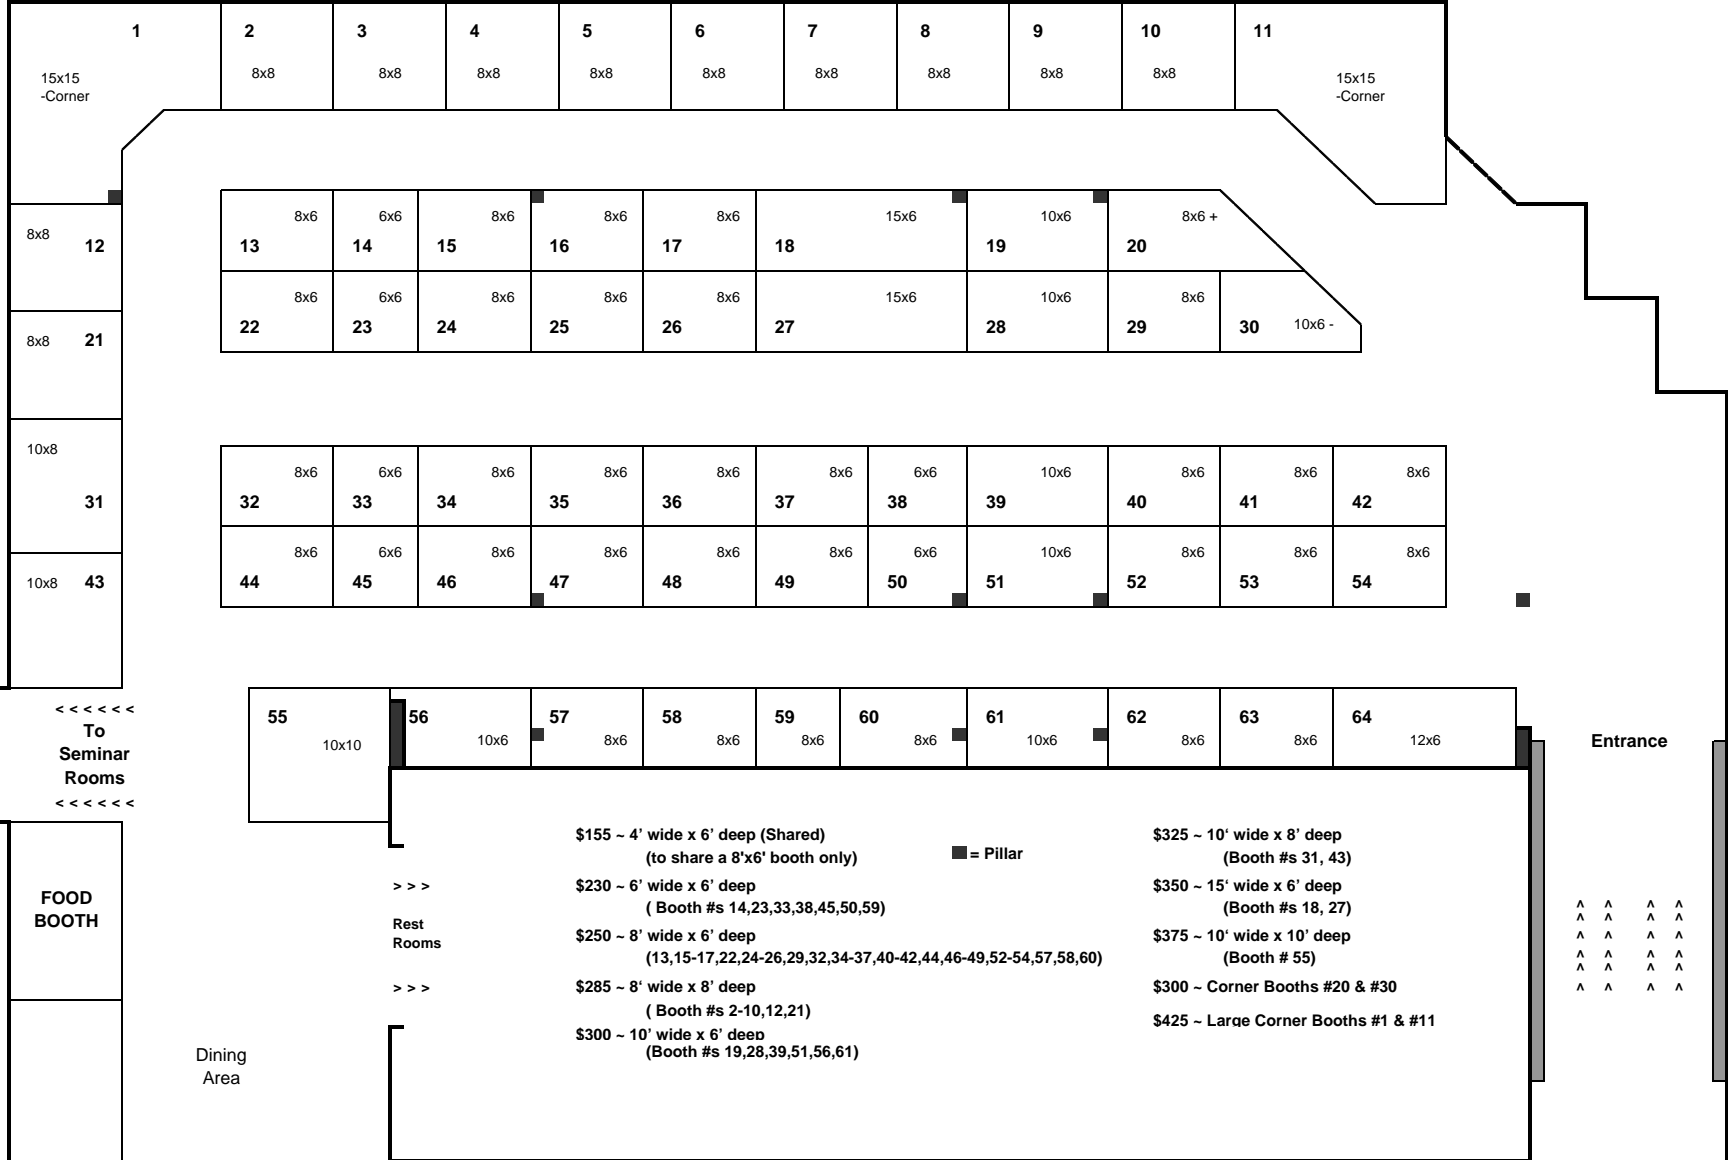 1 2 3 4 5 6 7 8 9 10 11
15x15 8x8 8x8 8x8 8x8 8x8 8x8 8x8 8x8 8x8 15x15
-Corner -Corner
8x6 6x6 8x6 8x6 8x6 15x6 10x6 8x6 +
8x8 12 13 14 15 16 17 18 19 20
8x6 6x6 8x6 8x6 8x6 15x6 10x6 8x6
22 23 24 25 26 27 28 29 30 10x6 -
8x8 21
10x8
8x6 6x6 8x6 8x6 8x6 8x6 6x6 10x6 8x6 8x6 8x6
31 32 33 34 35 36 37 38 39 40 41 42
8x6 6x6 8x6 8x6 8x6 8x6 6x6 10x6 8x6 8x6 8x6
10x8 43 44 45 46 47 48 49 50 51 52 53 54
< < < < < <
To
Seminar
Rooms
< < < < < <
55 56 57 58 59 60 61 62 63 64
10x10 10x6 8x6 8x6 8x6 8x6 10x6 8x6 8x6 12x6
Entrance
FOOD
BOOTH
> > >
Rest
Rooms
> > >
Dining
Area
$155 ~ 4’ wide x 6’ deep (Shared)
(to share a 8'x6' booth only)
$230 ~ 6’ wide x 6’ deep
( Booth #s 14,23,33,38,45,50,59)
$250 ~ 8’ wide x 6’ deep
(13,15-17,22,24-26,29,32,34-37,40-42,44,46-49,52-54,57,58,60)
$285 ~ 8‘ wide x 8’ deep
( Booth #s 2-10,12,21)
$300 ~ 10’ wide x 6’ deep
(Booth #s 19,28,39,51,56,61)
= Pillar
$325 ~ 10‘ wide x 8’ deep
(Booth #s 31, 43)
$350 ~ 15‘ wide x 6’ deep
(Booth #s 18, 27)
$375 ~ 10‘ wide x 10’ deep
(Booth # 55)
$300 ~ Corner Booths #20 & #30
$425 ~ Large Corner Booths #1 & #11
^ ^ ^ ^
^ ^ ^ ^
^ ^ ^ ^
^ ^ ^ ^
^ ^ ^ ^
^ ^ ^ ^